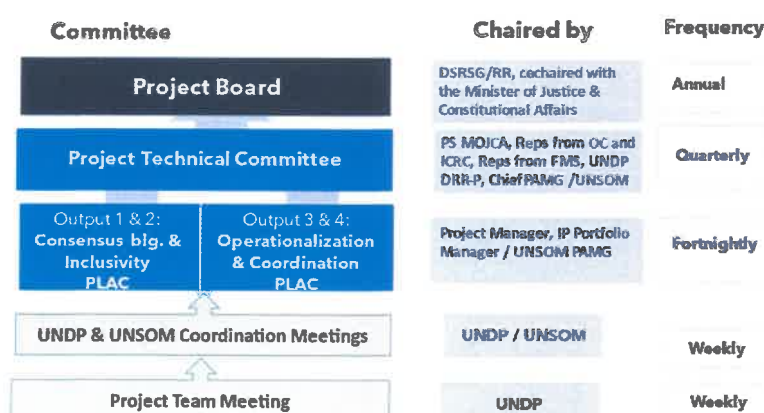 Committee
Chaired by
Frequency
Project Board
DSRSG/RR, cochaired with
the Minister of Justice &
Constitutional Affairs
Annual
Project Technical Committee
PS MOJCA, Reps from OC and
ICRC, Reps from FMS, UNDP
DRR-P, Chief PAMG /UNSOM
Quarterly
Output 1 & 2:
Consensus blg. &
Inclusivity
PLAC
Output 3 & 4:
Operationalization
& Coordination
PLAC
Project Manager, IP Portfolio
Manager / UNSOM PAMG
Fortnightly
UNDP & UNSOM Coordination Meetings
UNDP / UNSOM
Weekly
Project Team Meeting
UNDP
Weekly